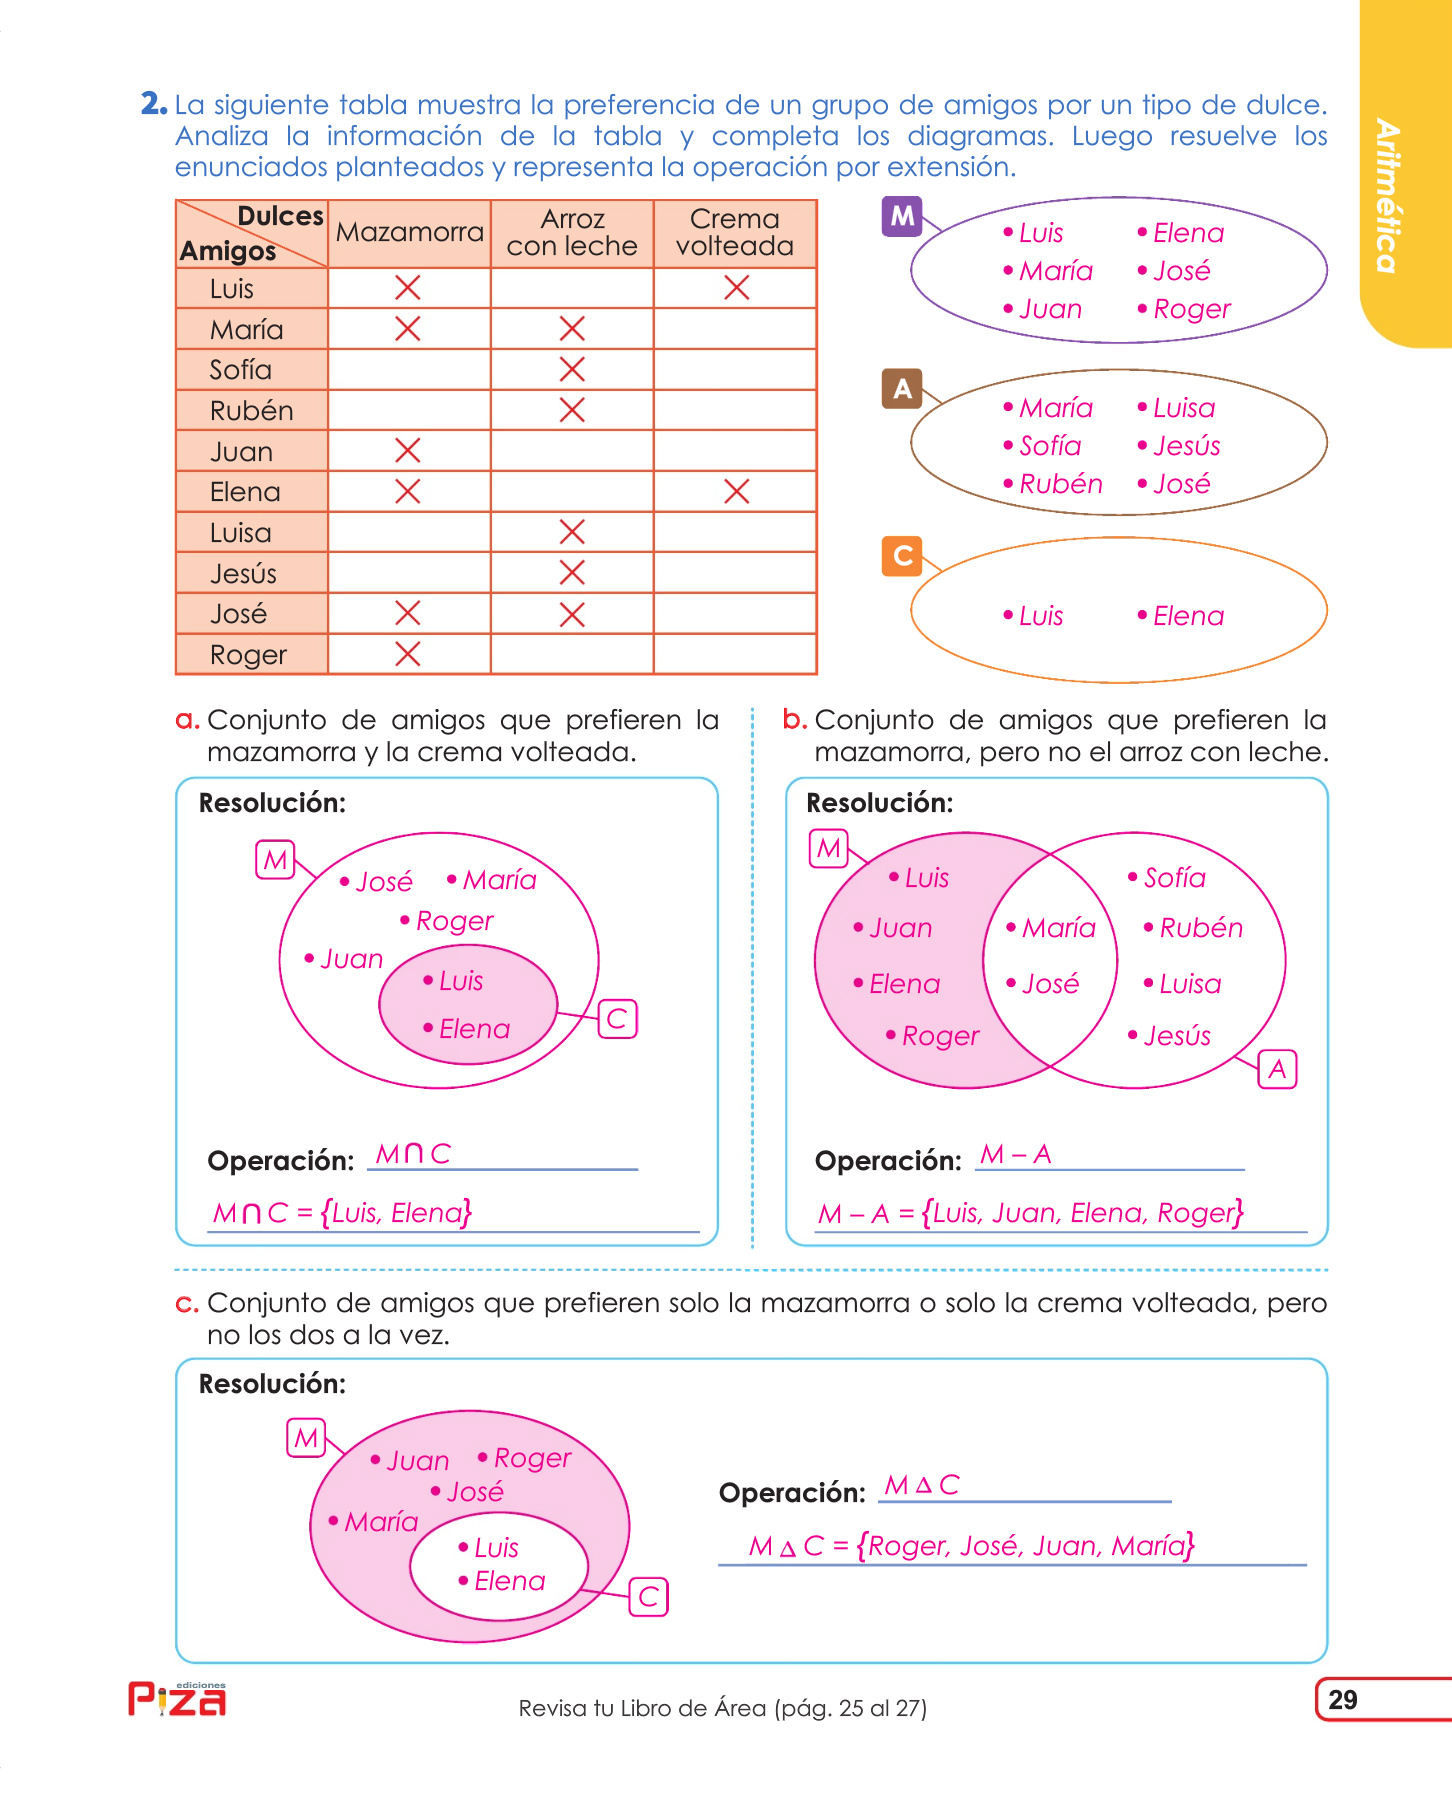 Aritmética
2. La siguiente tabla muestra la preferencia de un grupo de amigos por un tipo de dulce.
Analiza la información de la tabla y completa los diagramas. Luego resuelve los
enunciados planteados y representa la operación por extensión.
Dulces
Amigos
Mazamorra
Arroz
con leche
Crema
volteada
Luis X X
María X X
Sofía X
Rubén X
Juan X
Elena X X
Luisa X
Jesús X
José X X
Roger X
M
• Luis • Elena
• María • José
• Juan • Roger
A
• María • Luisa
• Sofía • Jesús
• Rubén • José
C
• Luis • Elena
a. Conjunto de amigos que prefieren la
mazamorra y la crema volteada.
Resolución:
M
• José • María
• Roger
• Juan
• Luis
• Elena
C
Operación: M ∩ C
M ∩ C = {Luis, Elena}
b. Conjunto de amigos que prefieren la
mazamorra, pero no el arroz con leche.
Resolución:
M
• Luis • Sofía
• Juan • María • Rubén
• Elena • José • Luisa
• Roger • Jesús
A
Operación: M – A
M – A = {Luis, Juan, Elena, Roger}
c. Conjunto de amigos que prefieren solo la mazamorra o solo la crema volteada, pero
no los dos a la vez.
Resolución:
M
• Juan • Roger
• José
• María
• Luis
• Elena
C
Operación: M Δ C
M Δ C = {Roger, José, Juan, María}
ediciones
Piza
Revisa tu Libro de Área (pág. 25 al 27)
29